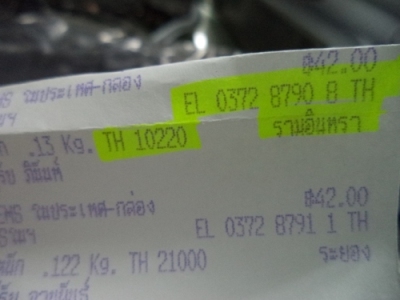 ฿42.00
EMS ในประเทศ-กล่อง
EL 0372 8790 8 TH
.13 Kg. TH 10220
รามอินทรา
฿42.00
EMS ในประเทศ-กล่อง
EL 0372 8791 1 TH
.122 Kg. TH 21000
ระยอง